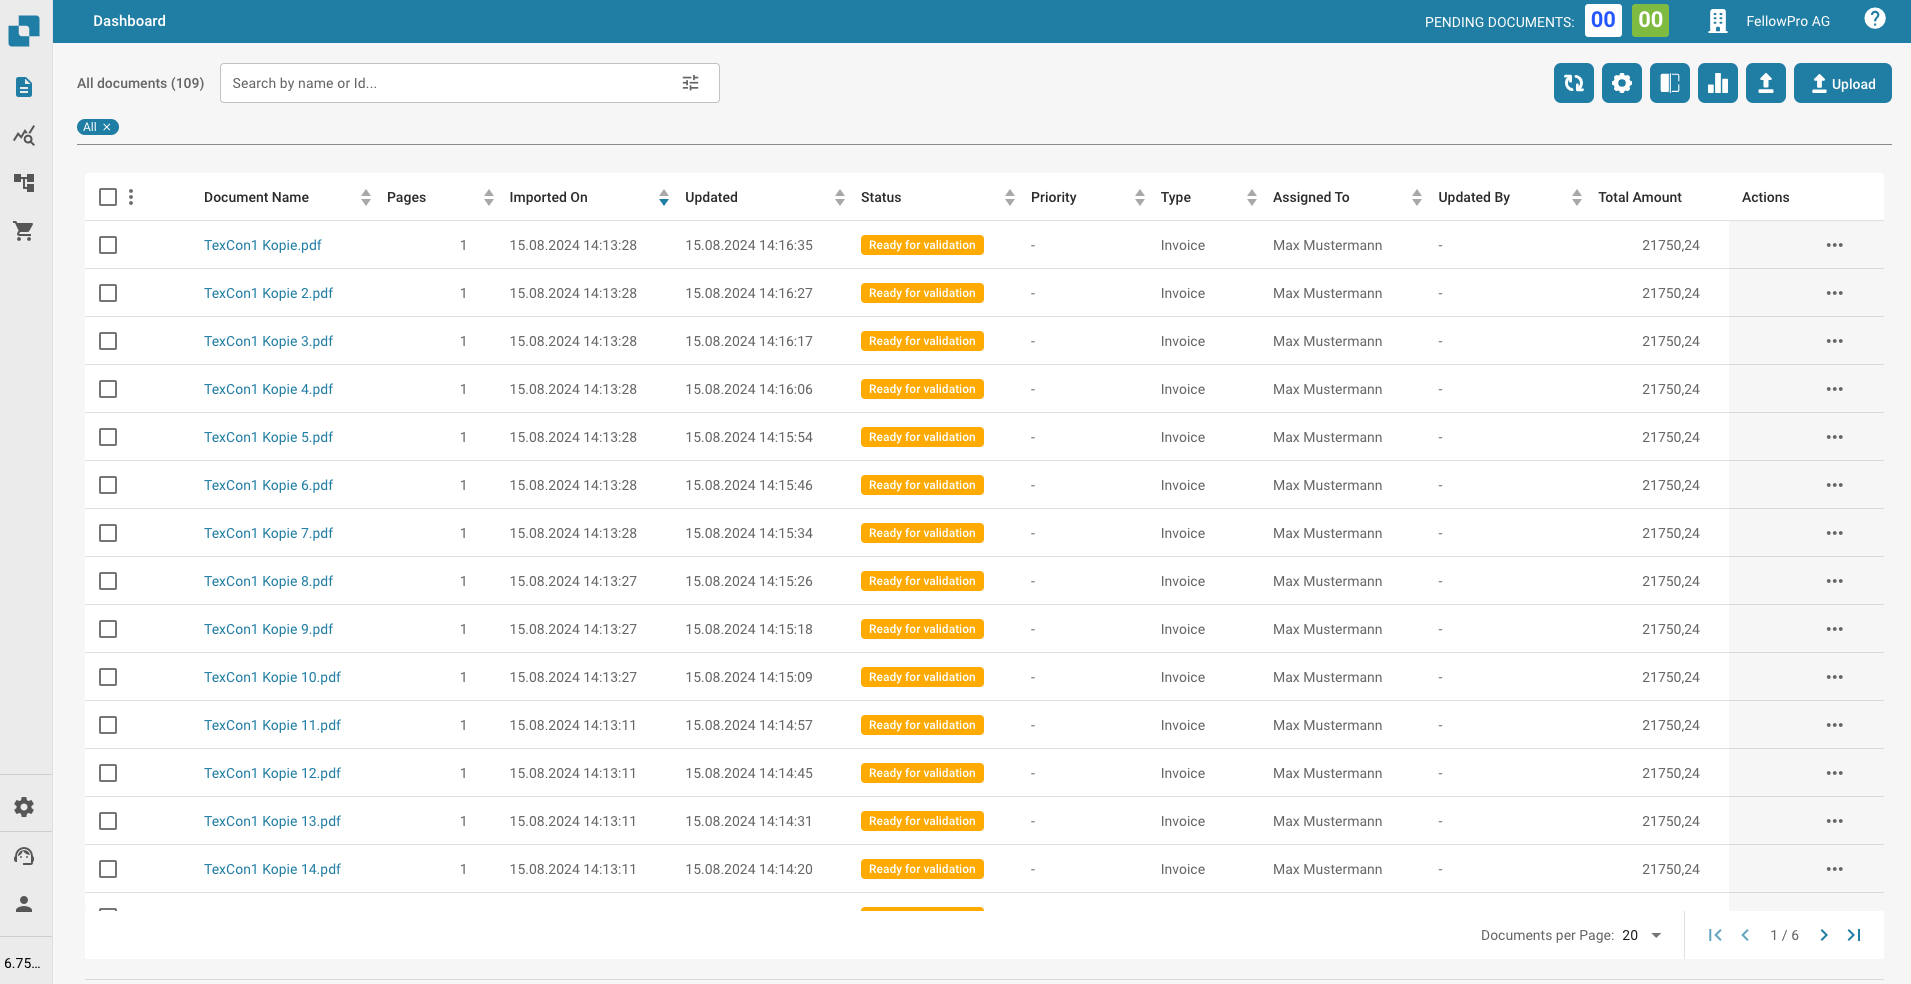 Dashboard PENDING DOCUMENTS: 00 00 FellowPro AG
All documents (109) Search by name or Id... Upload
All
Document Name Pages Imported On Updated Status Priority Type Assigned To Updated By Total Amount Actions
TexCon1 Kopie.pdf 1 15.08.2024 14:13:28 15.08.2024 14:16:35 Ready for validation - Invoice Max Mustermann - 21750,24
TexCon1 Kopie 2.pdf 1 15.08.2024 14:13:28 15.08.2024 14:16:27 Ready for validation - Invoice Max Mustermann - 21750,24
TexCon1 Kopie 3.pdf 1 15.08.2024 14:13:28 15.08.2024 14:16:17 Ready for validation - Invoice Max Mustermann - 21750,24
TexCon1 Kopie 4.pdf 1 15.08.2024 14:13:28 15.08.2024 14:16:06 Ready for validation - Invoice Max Mustermann - 21750,24
TexCon1 Kopie 5.pdf 1 15.08.2024 14:13:28 15.08.2024 14:15:54 Ready for validation - Invoice Max Mustermann - 21750,24
TexCon1 Kopie 6.pdf 1 15.08.2024 14:13:28 15.08.2024 14:15:46 Ready for validation - Invoice Max Mustermann - 21750,24
TexCon1 Kopie 7.pdf 1 15.08.2024 14:13:28 15.08.2024 14:15:34 Ready for validation - Invoice Max Mustermann - 21750,24
TexCon1 Kopie 8.pdf 1 15.08.2024 14:13:27 15.08.2024 14:15:26 Ready for validation - Invoice Max Mustermann - 21750,24
TexCon1 Kopie 9.pdf 1 15.08.2024 14:13:27 15.08.2024 14:15:18 Ready for validation - Invoice Max Mustermann - 21750,24
TexCon1 Kopie 10.pdf 1 15.08.2024 14:13:27 15.08.2024 14:15:09 Ready for validation - Invoice Max Mustermann - 21750,24
TexCon1 Kopie 11.pdf 1 15.08.2024 14:13:11 15.08.2024 14:14:57 Ready for validation - Invoice Max Mustermann - 21750,24
TexCon1 Kopie 12.pdf 1 15.08.2024 14:13:11 15.08.2024 14:14:45 Ready for validation - Invoice Max Mustermann - 21750,24
TexCon1 Kopie 13.pdf 1 15.08.2024 14:13:11 15.08.2024 14:14:31 Ready for validation - Invoice Max Mustermann - 21750,24
TexCon1 Kopie 14.pdf 1 15.08.2024 14:13:11 15.08.2024 14:14:20 Ready for validation - Invoice Max Mustermann - 21750,24
Documents per Page: 20 1 / 6
6.75...